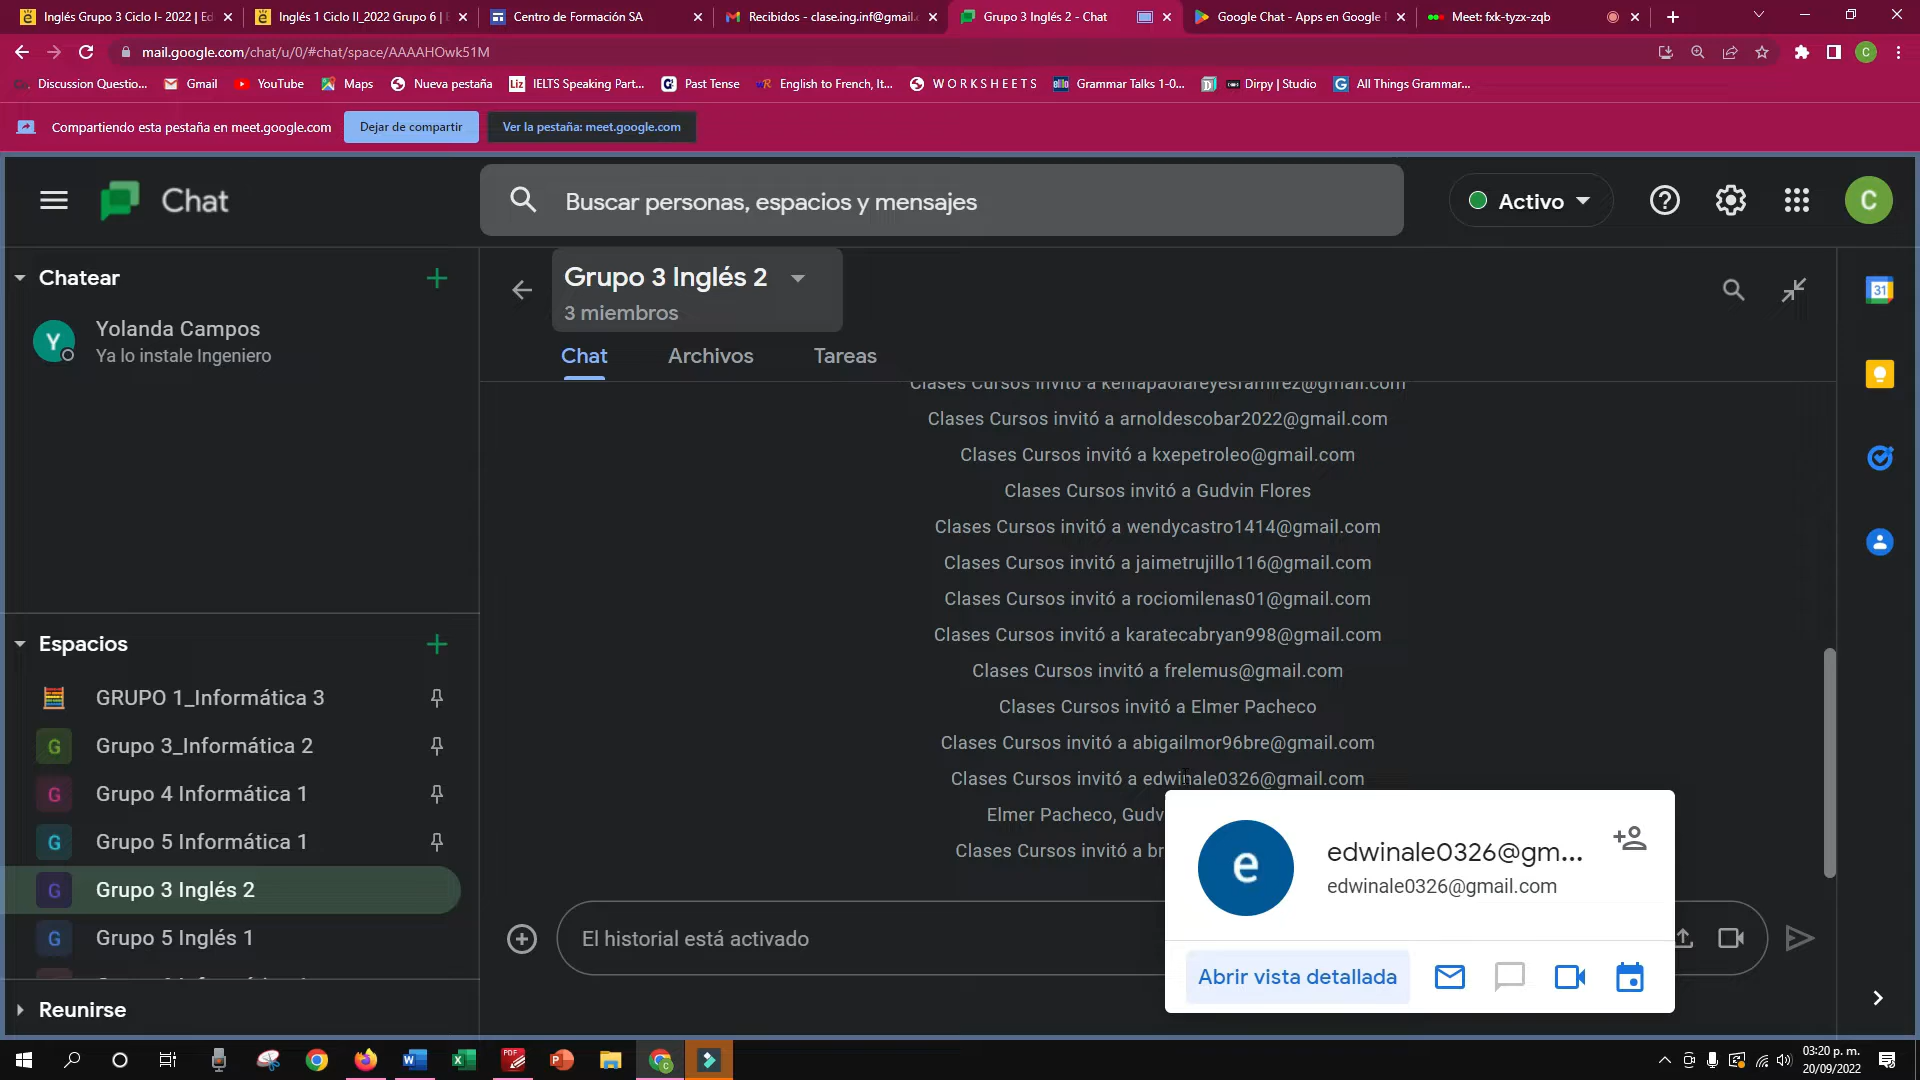 Inglés Grupo 3 Ciclo I- 2022 | Ed
Inglés 1 Ciclo II_2022 Grupo 6 | E
Centro de Formación SA
Recibidos - clase.ing.inf@gmail.
Grupo 3 Inglés 2 - Chat
Google Chat - Apps en Google
Meet: fxk-tyzx-zqb
mail.google.com/chat/u/0/#chat/space/AAAAHOwk51M
C
Discussion Questio...
Gmail
YouTube
Maps
Nueva pestaña
Liz
IELTS Speaking Part...
Past Tense
English to French, It...
W O R K S H E E T S
Grammar Talks 1-0...
Dirpy | Studio
All Things Grammar...
Compartiendo esta pestaña en meet.google.com
Dejar de compartir
Ver la pestaña: meet.google.com
Chat
Buscar personas, espacios y mensajes
Activo
C
Chatear
Y
Yolanda Campos
Ya lo instale Ingeniero
Espacios
GRUPO 1_Informática 3
G
Grupo 3_Informática 2
G
Grupo 4 Informática 1
G
Grupo 5 Informática 1
G
Grupo 3 Inglés 2
G
Grupo 5 Inglés 1
Reunirse
Grupo 3 Inglés 2
3 miembros
Chat
Archivos
Tareas
Clases Cursos invitó a keniapaolareyesramirez@gmail.com
Clases Cursos invitó a arnoldescobar2022@gmail.com
Clases Cursos invitó a kxepetroleo@gmail.com
Clases Cursos invitó a Gudvin Flores
Clases Cursos invitó a wendycastro1414@gmail.com
Clases Cursos invitó a jaimetrujillo116@gmail.com
Clases Cursos invitó a rociomilenas01@gmail.com
Clases Cursos invitó a karatecabryan998@gmail.com
Clases Cursos invitó a frelemus@gmail.com
Clases Cursos invitó a Elmer Pacheco
Clases Cursos invitó a abigailmor96bre@gmail.com
Clases Cursos invitó a edwinale0326@gmail.com
Elmer Pacheco, Gudv
Clases Cursos invitó a br
El historial está activado
e
edwinale0326@gm...
edwinale0326@gmail.com
Abrir vista detallada
31
03:20 p. m.
20/09/2022